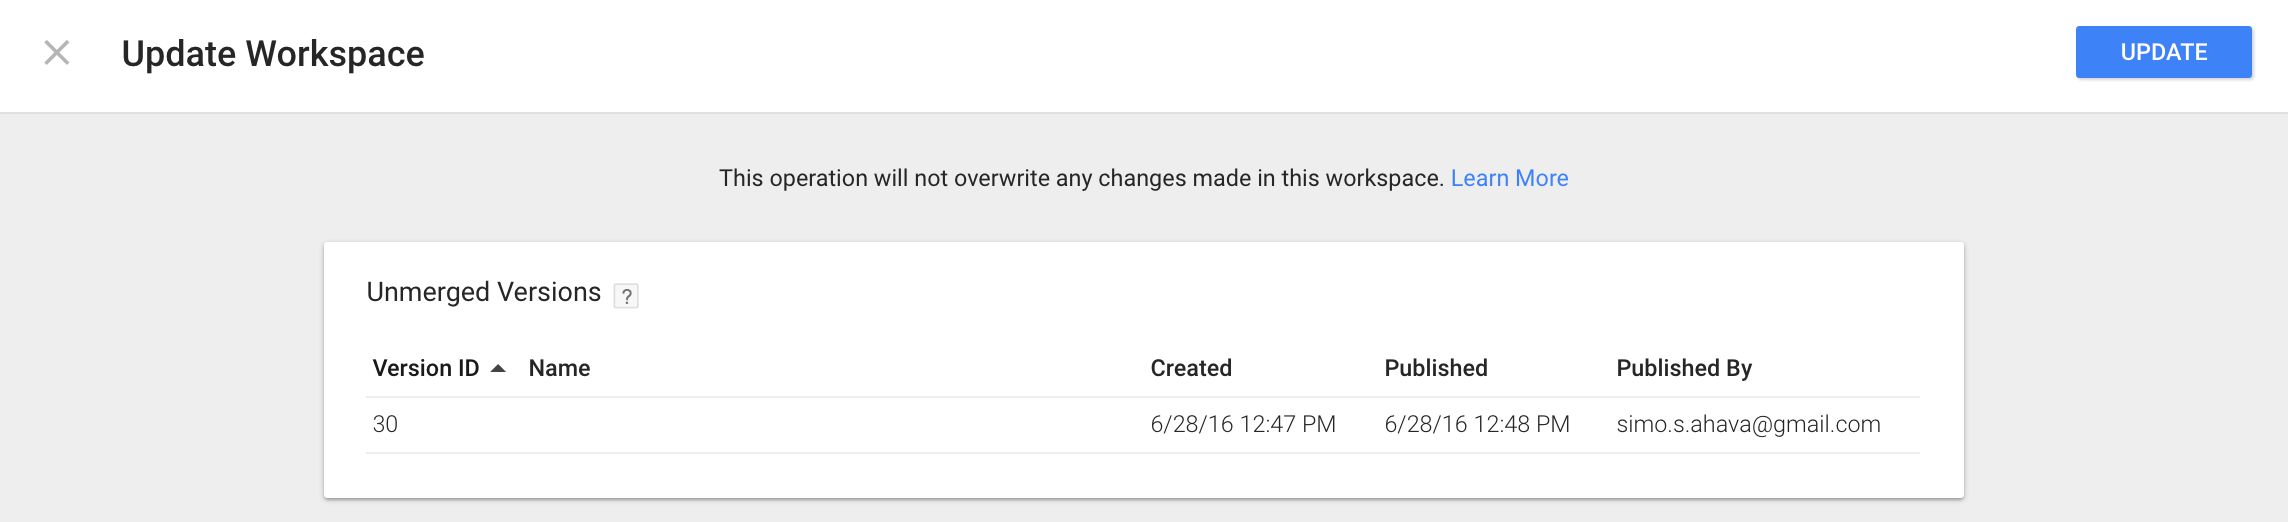 Update Workspace
UPDATE
This operation will not overwrite any changes made in this workspace. Learn More
Unmerged Versions ?
Version ID Name Created Published Published By
30 6/28/16 12:47 PM 6/28/16 12:48 PM simo.s.ahava@gmail.com